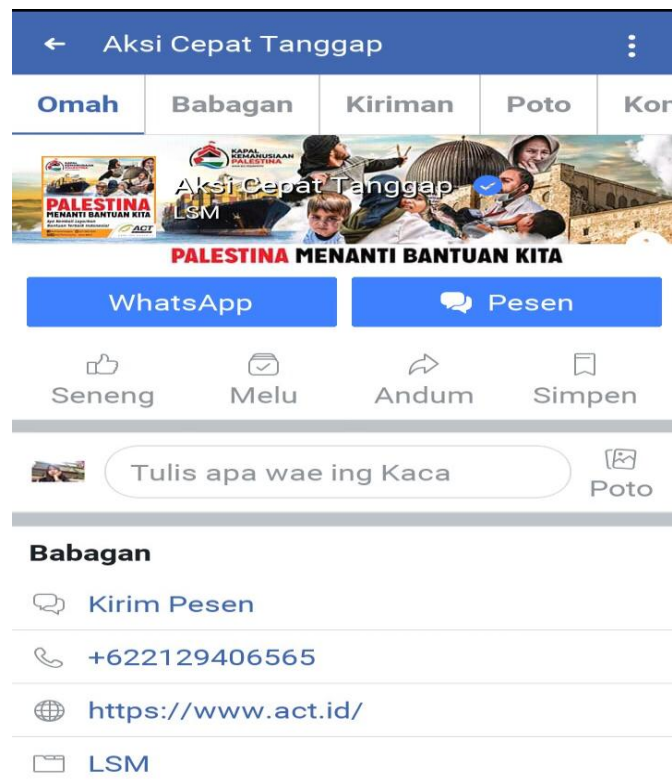 Aksi Cepat Tanggap
Omah Babagan Kiriman Poto Kor
KAPAL
KEMANUSIAAN
PALESTINA
Aksi Cepat Tanggap
LSM
PALESTINA
MENANTI BANTUAN KITA
ACT
PALESTINA MENANTI BANTUAN KITA
WhatsApp Pesen
Seneng Melu Andum Simpen
Tulis apa wae ing Kaca
Poto
Babagan
Kirim Pesen
+622129406565
https://www.act.id/
LSM